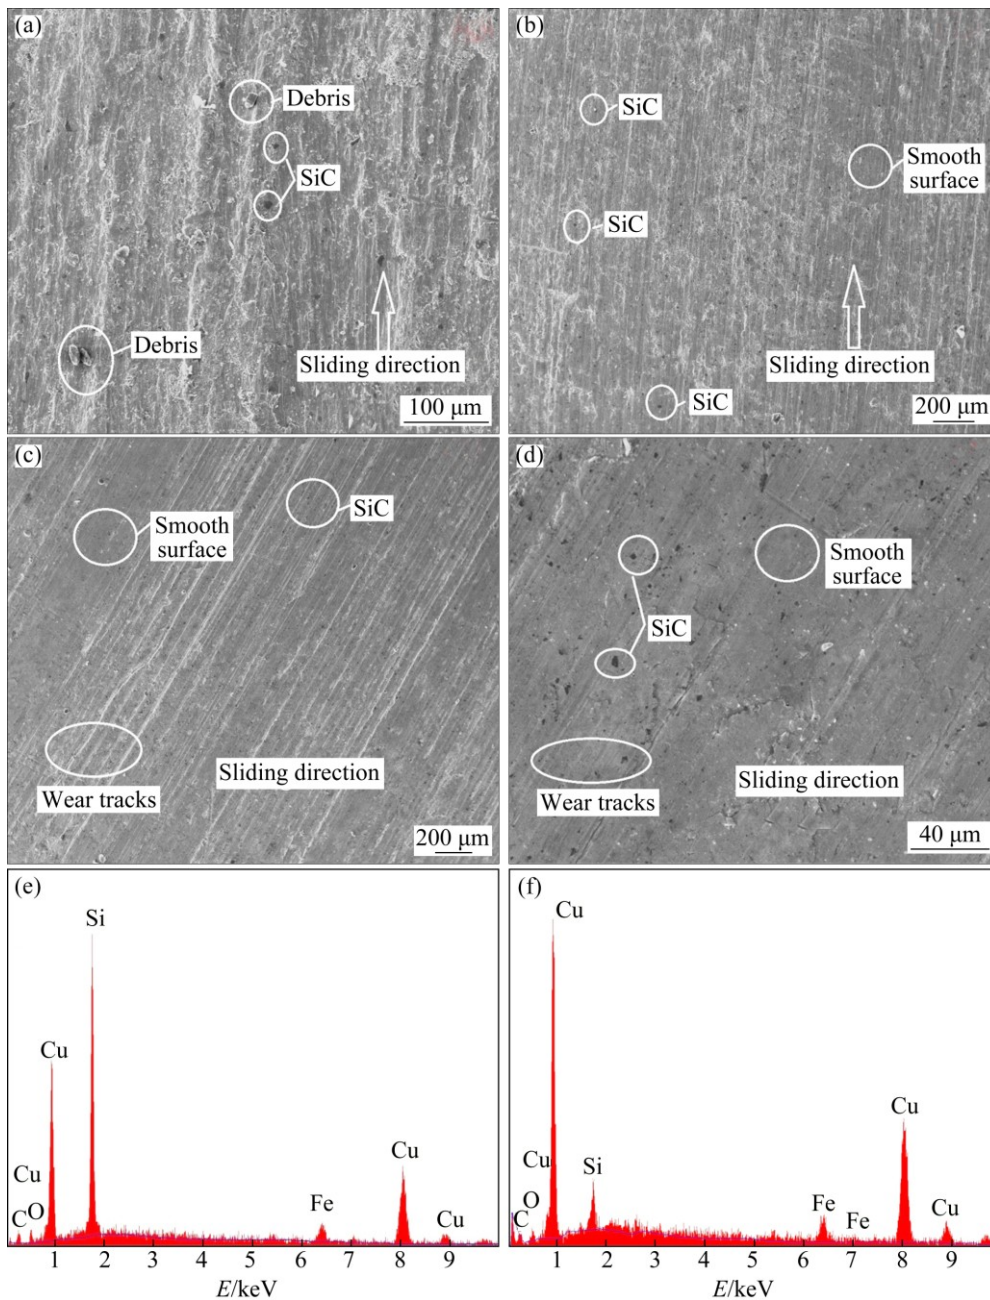 (a)
Debris
SiC
Debris
Sliding direction
100 μm
(b)
SiC
Smooth
surface
SiC
Sliding direction
SiC
200 μm
(c)
SiC
Smooth
surface
Sliding direction
Wear tracks
200 μm
(d)
Smooth
surface
SiC
Sliding direction
Wear tracks
40 μm
(e)
Si
Cu
Cu
Cu
C
O
Fe
Cu
1 2 3 4 5 6 7 8 9
E/keV
(f)
Cu
Cu
Cu
Si
O
C
Fe
Fe
Cu
1 2 3 4 5 6 7 8 9
E/keV